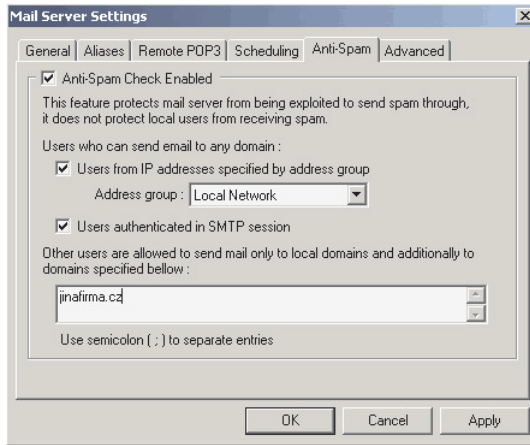 Mail Server Settings
General Aliases Remote POP3 Scheduling Anti-Spam Advanced
Anti-Spam Check Enabled
This feature protects mail server from being exploited to send spam through,
it does not protect local users from receiving spam.
Users who can send email to any domain :
Users from IP addresses specified by address group
Address group : Local Network
Users authenticated in SMTP session
Other users are allowed to send mail only to local domains and additionally to
domains specified bellow :
jinafirma.cz
Use semicolon ( ; ) to separate entries
OK Cancel Apply